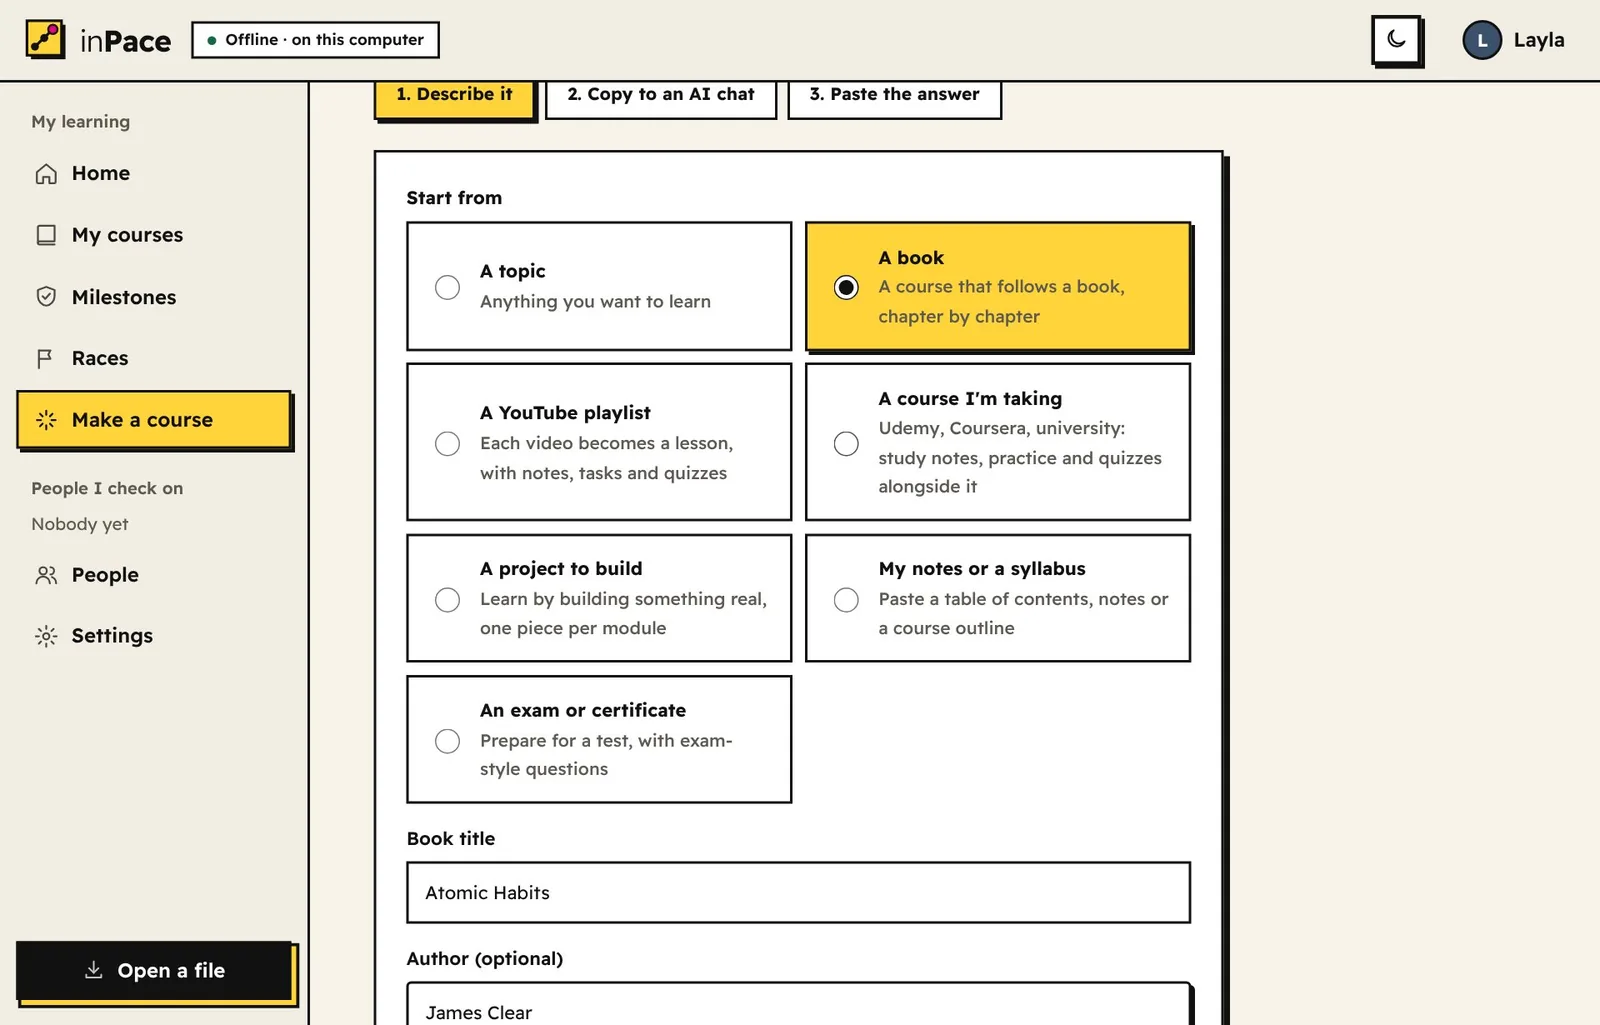 inPace
Offline · on this computer
L
Layla
My learning
Home
My courses
Milestones
Races
Make a course
People I check on
Nobody yet
People
Settings
Open a file
1. Describe it
2. Copy to an AI chat
3. Paste the answer
Start from
A topic
Anything you want to learn
A book
A course that follows a book,
chapter by chapter
A YouTube playlist
Each video becomes a lesson,
with notes, tasks and quizzes
A course I'm taking
Udemy, Coursera, university:
study notes, practice and quizzes
alongside it
A project to build
Learn by building something real,
one piece per module
My notes or a syllabus
Paste a table of contents, notes or
a course outline
An exam or certificate
Prepare for a test, with exam-
style questions
Book title
Atomic Habits
Author (optional)
James Clear